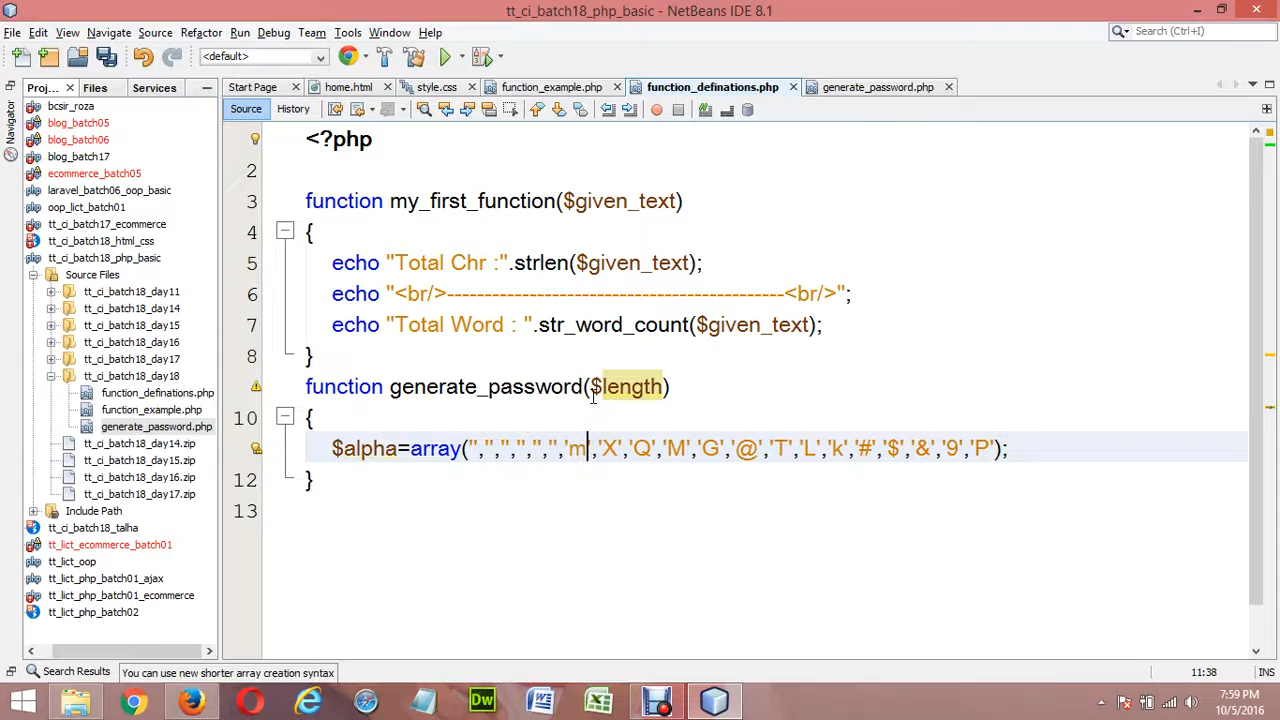 tt_ci_batch18_php_basic - NetBeans IDE 8.1
File Edit View Navigate Source Refactor Run Debug Team Tools Window Help
Search (Ctrl+I)
<default>
Proj... Files Services
Start Page home.html style.css function_example.php function_definations.php generate_password.php
Source History
Navigator
bcsir_roza
blog_batch05
blog_batch06
blog_batch17
ecommerce_batch05
laravel_batch06_oop_basic
oop_lict_batch01
tt_ci_batch17_ecommerce
tt_ci_batch18_html_css
tt_ci_batch18_php_basic
Source Files
tt_ci_batch18_day11
tt_ci_batch18_day14
tt_ci_batch18_day15
tt_ci_batch18_day16
tt_ci_batch18_day17
tt_ci_batch18_day18
function_definations.php
function_example.php
generate_password.php
tt_ci_batch18_day14.zip
tt_ci_batch18_day15.zip
tt_ci_batch18_day16.zip
tt_ci_batch18_day17.zip
Include Path
tt_ci_batch18_talha
tt_lict_ecommerce_batch01
tt_lict_oop
tt_lict_php_batch01_ajax
tt_lict_php_batch01_ecommerce
tt_lict_php_batch02
<?php
2
3 function my_first_function($given_text)
4 {
5 echo "Total Chr :".strlen($given_text);
6 echo "<br/>---------------------------------------------<br/>";
7 echo "Total Word : ".str_word_count($given_text);
8 }
function generate_password($length)
10 {
$alpha=array('','','','','','','m','X','Q','M','G','@','T','L','k','#','$','&','9','P');
12 }
13
Search Results
You can use new shorter array creation syntax
11:38 INS
Dw
7:59 PM
10/5/2016